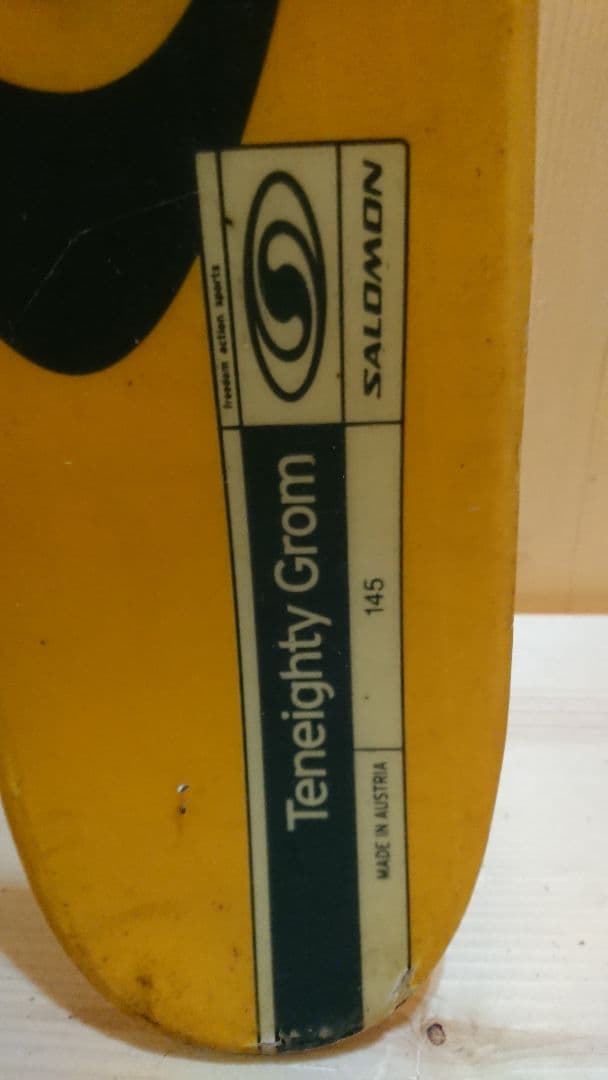 SALOMON
freedom action sports
Teneighty Grom
145
MADE IN AUSTRIA